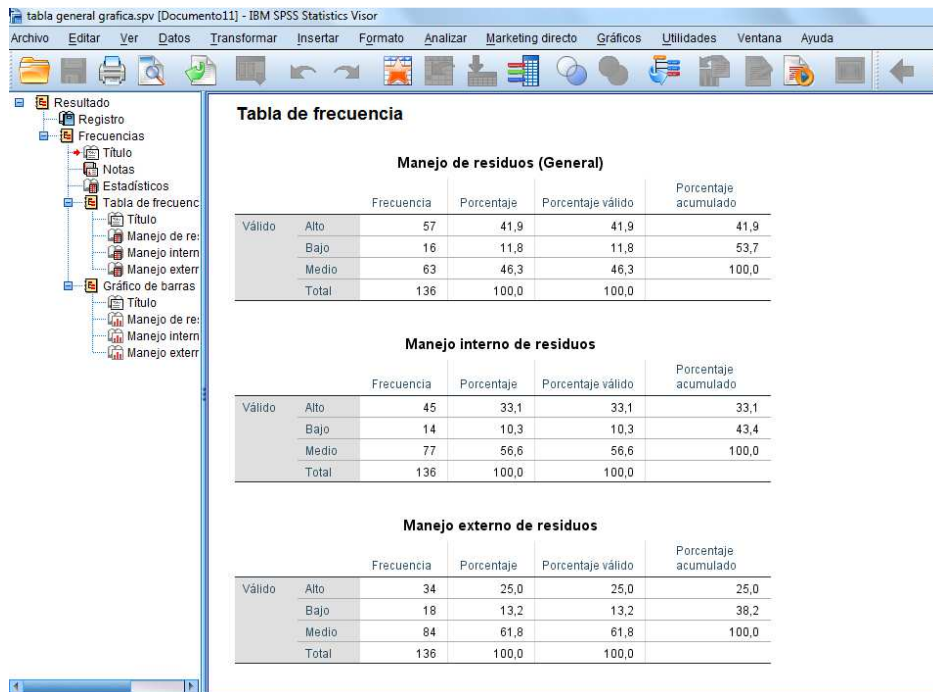 tabla general grafica.spv [Documento11] - IBM SPSS Statistics Visor
Archivo Editar Ver Datos Transformar Insertar Formato Analizar Marketing directo Gráficos Utilidades Ventana Ayuda
Resultado
Registro
Frecuencias
Título
Notas
Estadísticos
Tabla de frecuenc
Título
Manejo de re
Manejo intern
Manejo exterr
Gráfico de barras
Título
Manejo de re
Manejo intern
Manejo exterr
Tabla de frecuencia
Manejo de residuos (General)
Frecuencia Porcentaje Porcentaje válido Porcentaje acumulado
Válido Alto 57 41,9 41,9 41,9
Bajo 16 11,8 11,8 53,7
Medio 63 46,3 46,3 100,0
Total 136 100,0 100,0
Manejo interno de residuos
Frecuencia Porcentaje Porcentaje válido Porcentaje acumulado
Válido Alto 45 33,1 33,1 33,1
Bajo 14 10,3 10,3 43,4
Medio 77 56,6 56,6 100,0
Total 136 100,0 100,0
Manejo externo de residuos
Frecuencia Porcentaje Porcentaje válido Porcentaje acumulado
Válido Alto 34 25,0 25,0 25,0
Bajo 18 13,2 13,2 38,2
Medio 84 61,8 61,8 100,0
Total 136 100,0 100,0